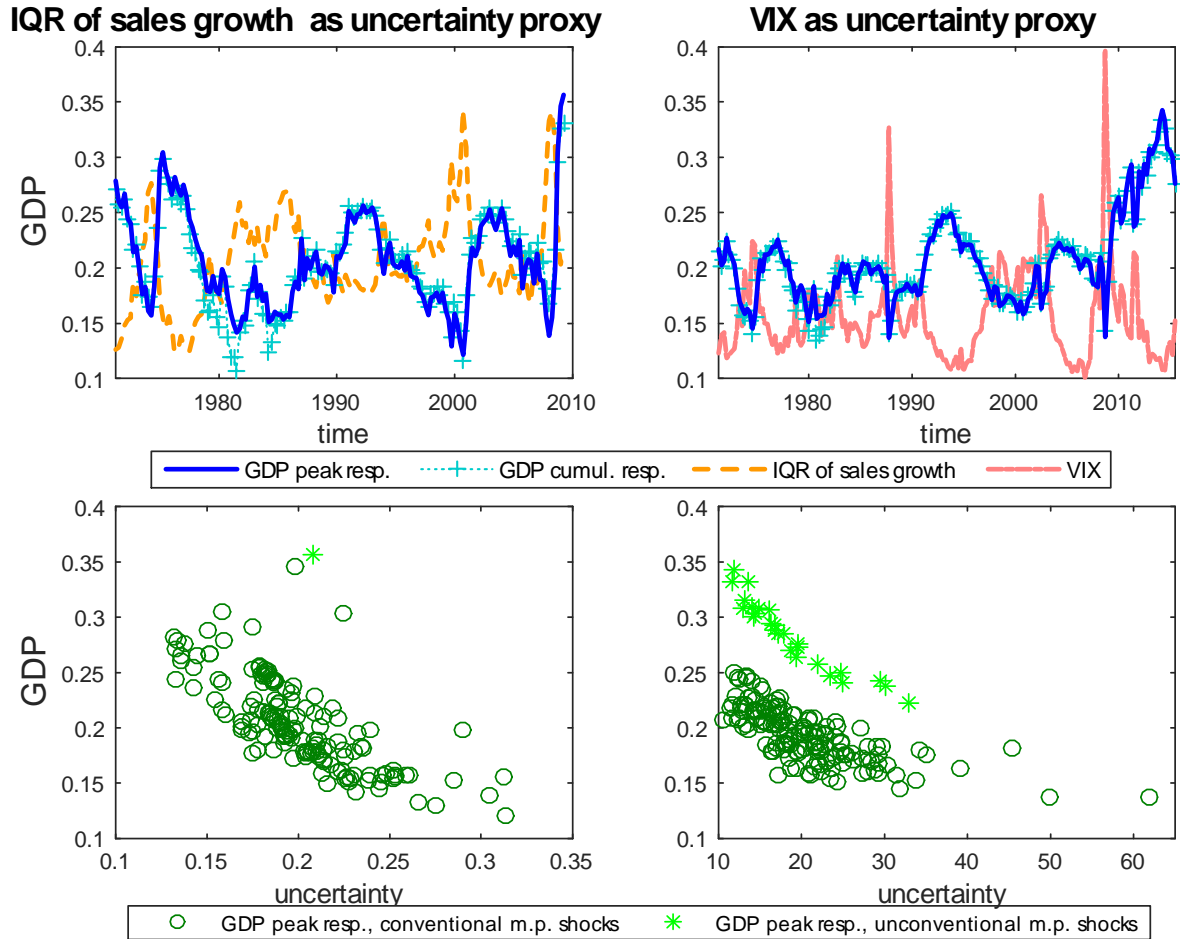 IQR of sales growth as uncertainty proxy
VIX as uncertainty proxy
0.4
0.35
0.3
0.25
0.2
0.15
0.1
GDP
1980 1990 2000 2010
time
0.4
0.35
0.3
0.25
0.2
0.15
0.1
1980 1990 2000 2010
time
GDP peak resp. GDP cumul. resp. IQR of sales growth VIX
0.4
0.35
0.3
0.25
0.2
0.15
0.1
GDP
0.1 0.15 0.2 0.25 0.3 0.35
uncertainty
0.4
0.35
0.3
0.25
0.2
0.15
0.1
10 20 30 40 50 60
uncertainty
GDP peak resp., conventional m.p. shocks GDP peak resp., unconventional m.p. shocks